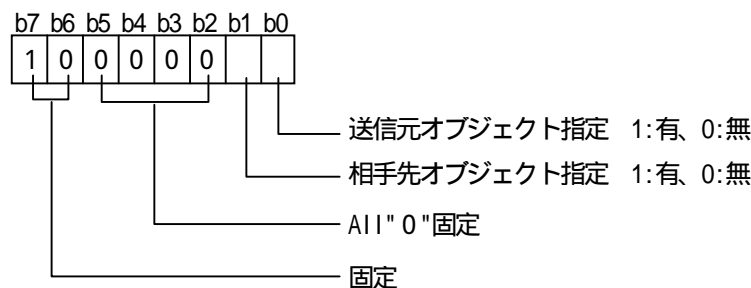 b7 b6 b5 b4 b3 b2 b1 b0
1 0 0 0 0 0
送信元オブジェクト指定 1:有、0:無
相手先オブジェクト指定 1:有、0:無
All"0"固定
固定